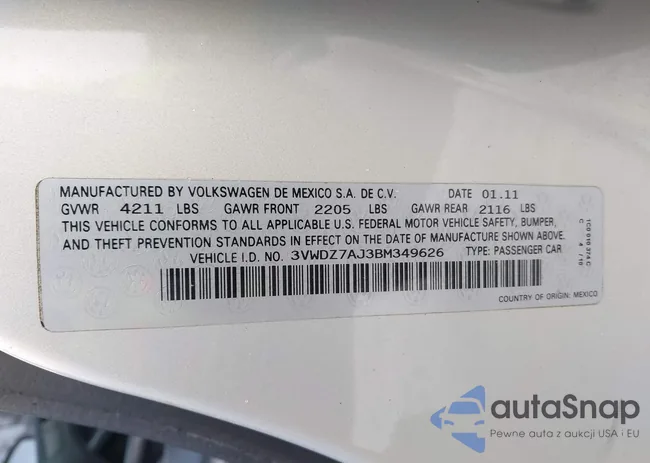 MANUFACTURED BY VOLKSWAGEN DE MEXICO S.A. DE C.V. DATE 01.11
GVWR 4211 LBS GAWR FRONT 2205 LBS GAWR REAR 2116 LBS
THIS VEHICLE CONFORMS TO ALL APPLICABLE U.S. FEDERAL MOTOR VEHICLE SAFETY, BUMPER,
AND THEFT PREVENTION STANDARDS IN EFFECT ON THE DATE OF MANUFACTURE SHOWN ABOVE.
VEHICLE I.D. NO. 3VWDZ7AJ3BM349626 TYPE: PASSENGER CAR
COUNTRY OF ORIGIN: MEXICO
autaSnap
Pewne auta z aukcji USA i EU